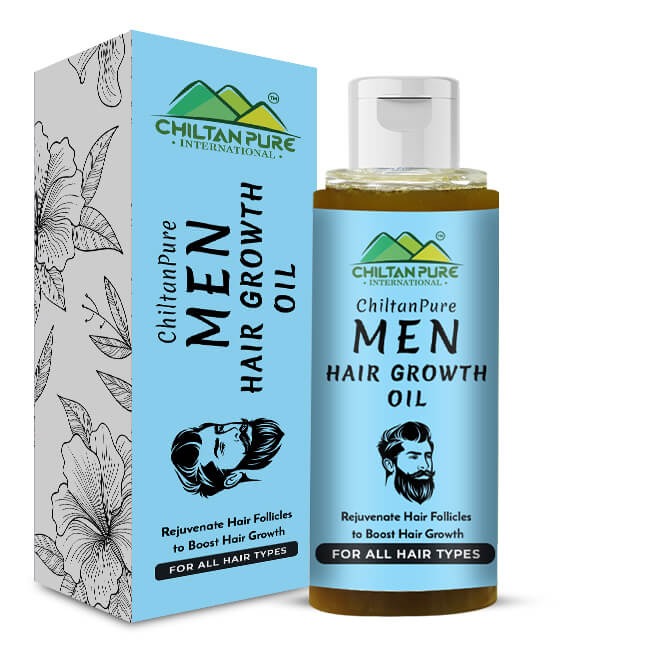 CHILTAN PURE
TM
• INTERNATIONAL •
ChiltanPure
MEN
HAIR GROWTH
OIL
Rejuvenate Hair Follicles
to Boost Hair Growth
FOR ALL HAIR TYPES
CHILTAN PURE
TM
• INTERNATIONAL •
ChiltanPure
MEN
HAIR GROWTH
OIL
Rejuvenate Hair Follicles
to Boost Hair Growth
FOR ALL HAIR TYPES